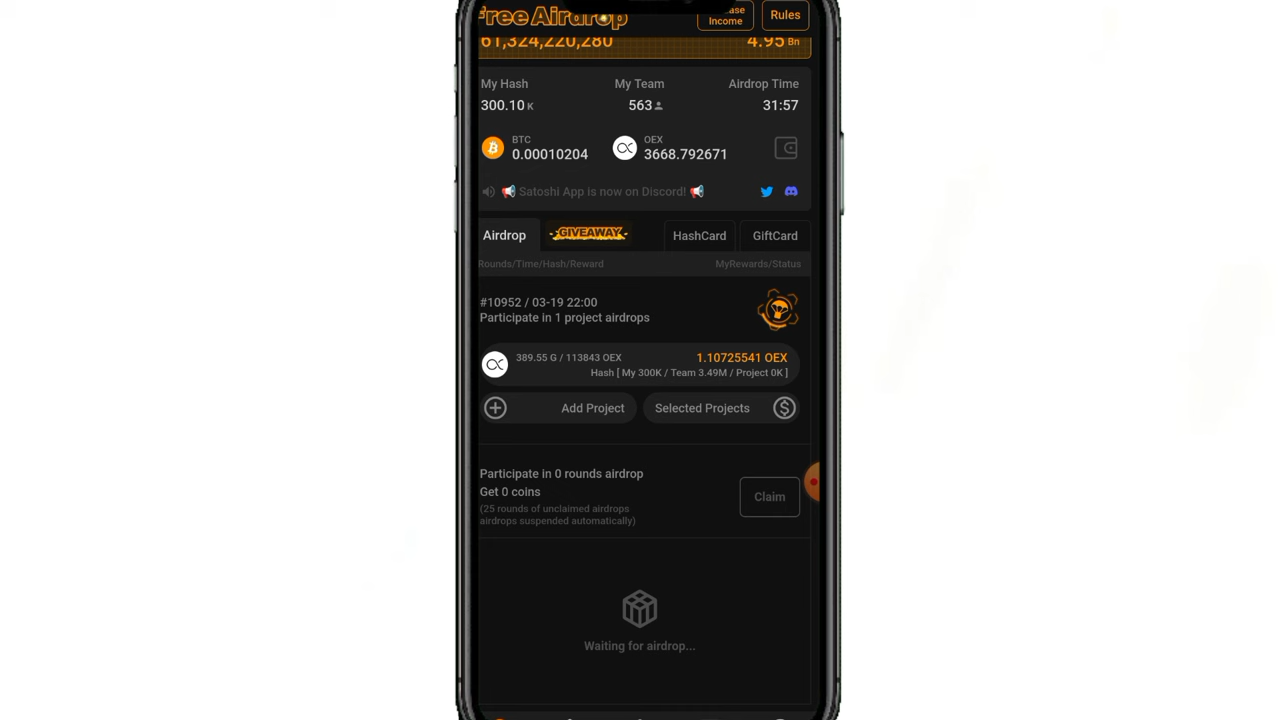 Free Airdrop
Income
Rules
61,324,220,280 4.95 Bn
My Hash My Team Airdrop Time
300.10 K 563 31:57
BTC OEX
0.00010204 3668.792671
Satoshi App is now on Discord!
Airdrop GIVEAWAY HashCard GiftCard
Rounds/Time/Hash/Reward MyRewards/Status
#10952 / 03-19 22:00
Participate in 1 project airdrops
389.55 G / 113843 OEX 1.10725541 OEX
Hash [ My 300K / Team 3.49M / Project 0K ]
Add Project Selected Projects
Participate in 0 rounds airdrop
Get 0 coins
(25 rounds of unclaimed airdrops
airdrops suspended automatically)
Claim
Waiting for airdrop...